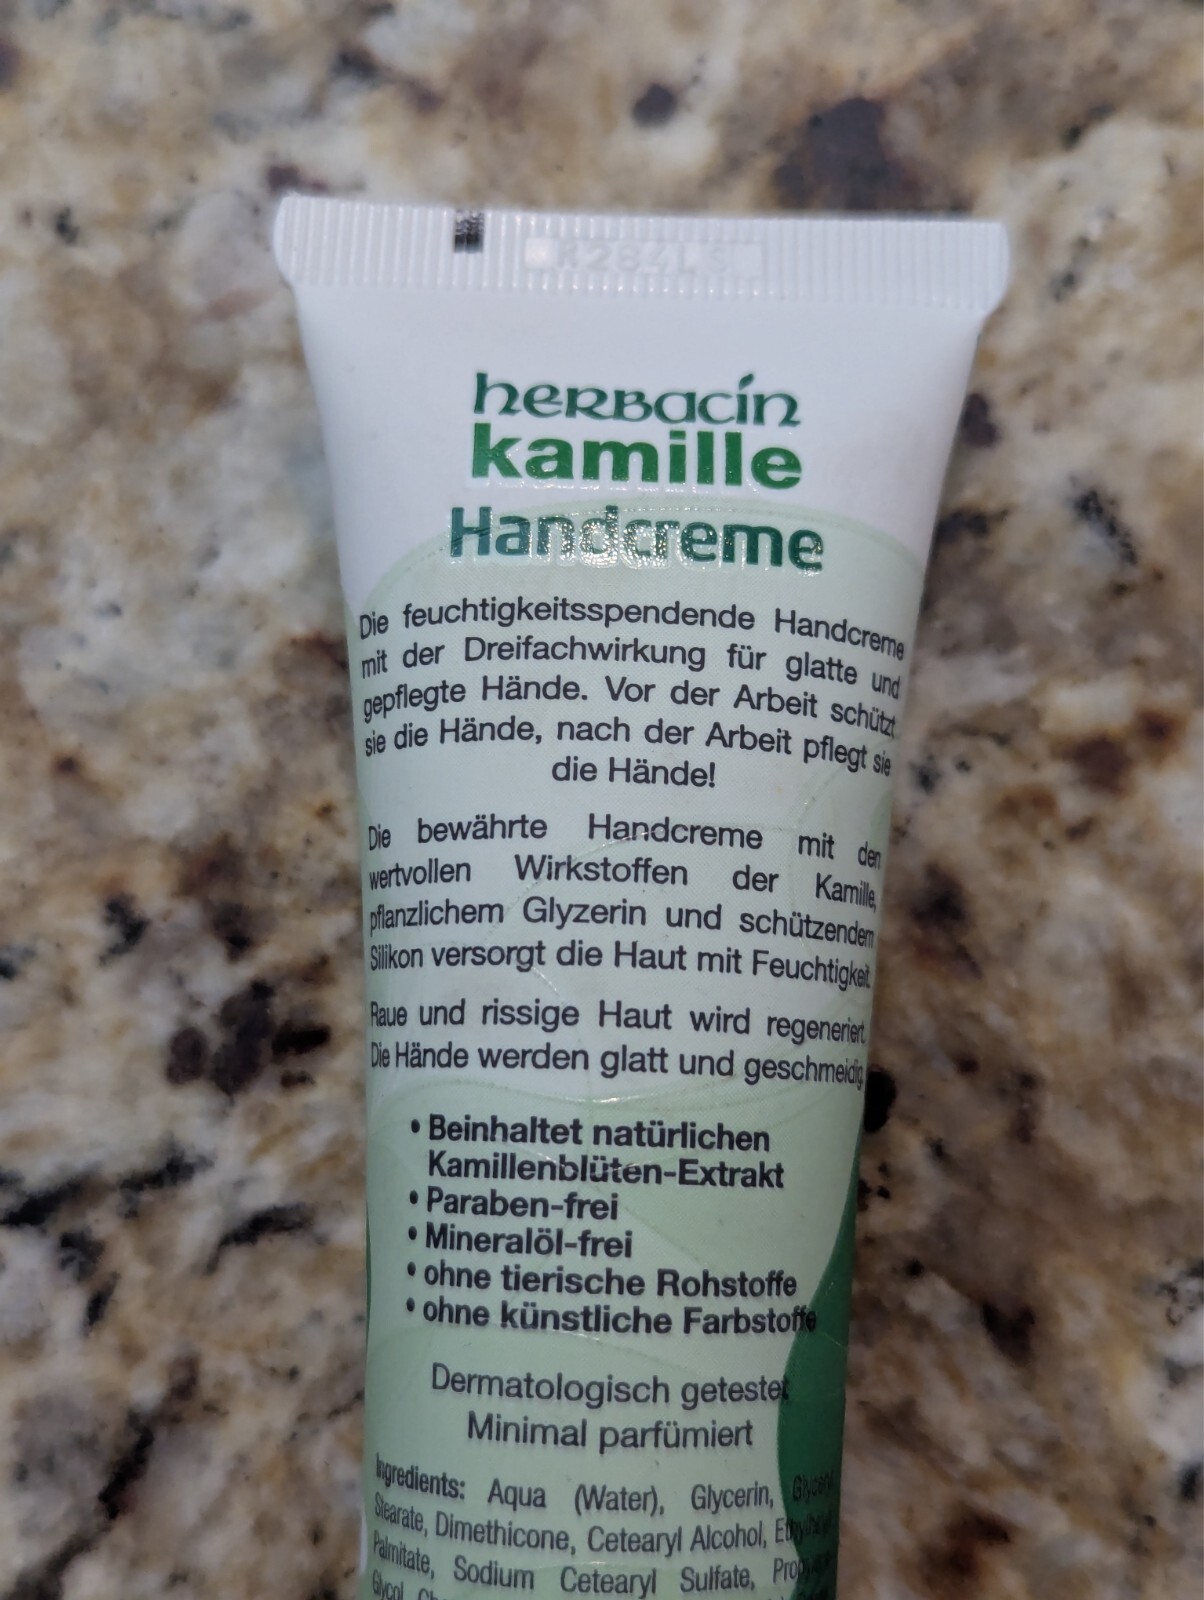 herbacin
kamille
Handcreme
Die feuchtigkeitsspendende Handcreme
mit der Dreifachwirkung für glatte und
gepflegte Hände. Vor der Arbeit schützt
sie die Hände, nach der Arbeit pflegt sie
die Hände!
Die bewährte Handcreme mit den
wertvollen Wirkstoffen der Kamille,
pflanzlichem Glyzerin und schützendem
Silikon versorgt die Haut mit Feuchtigkeit
Raue und rissige Haut wird regeneriert.
Die Hände werden glatt und geschmeidig
• Beinhaltet natürlichen
Kamillenblüten-Extrakt
• Paraben-frei
• Mineralöl-frei
• ohne tierische Rohstoffe
• ohne künstliche Farbstoffe
Dermatologisch getestet
Minimal parfümiert
Ingredients: Aqua (Water), Glycerin, Glyceryl
Stearate, Dimethicone, Cetearyl Alcohol,
Palmitate, Sodium Cetearyl Sulfate,
Glycol